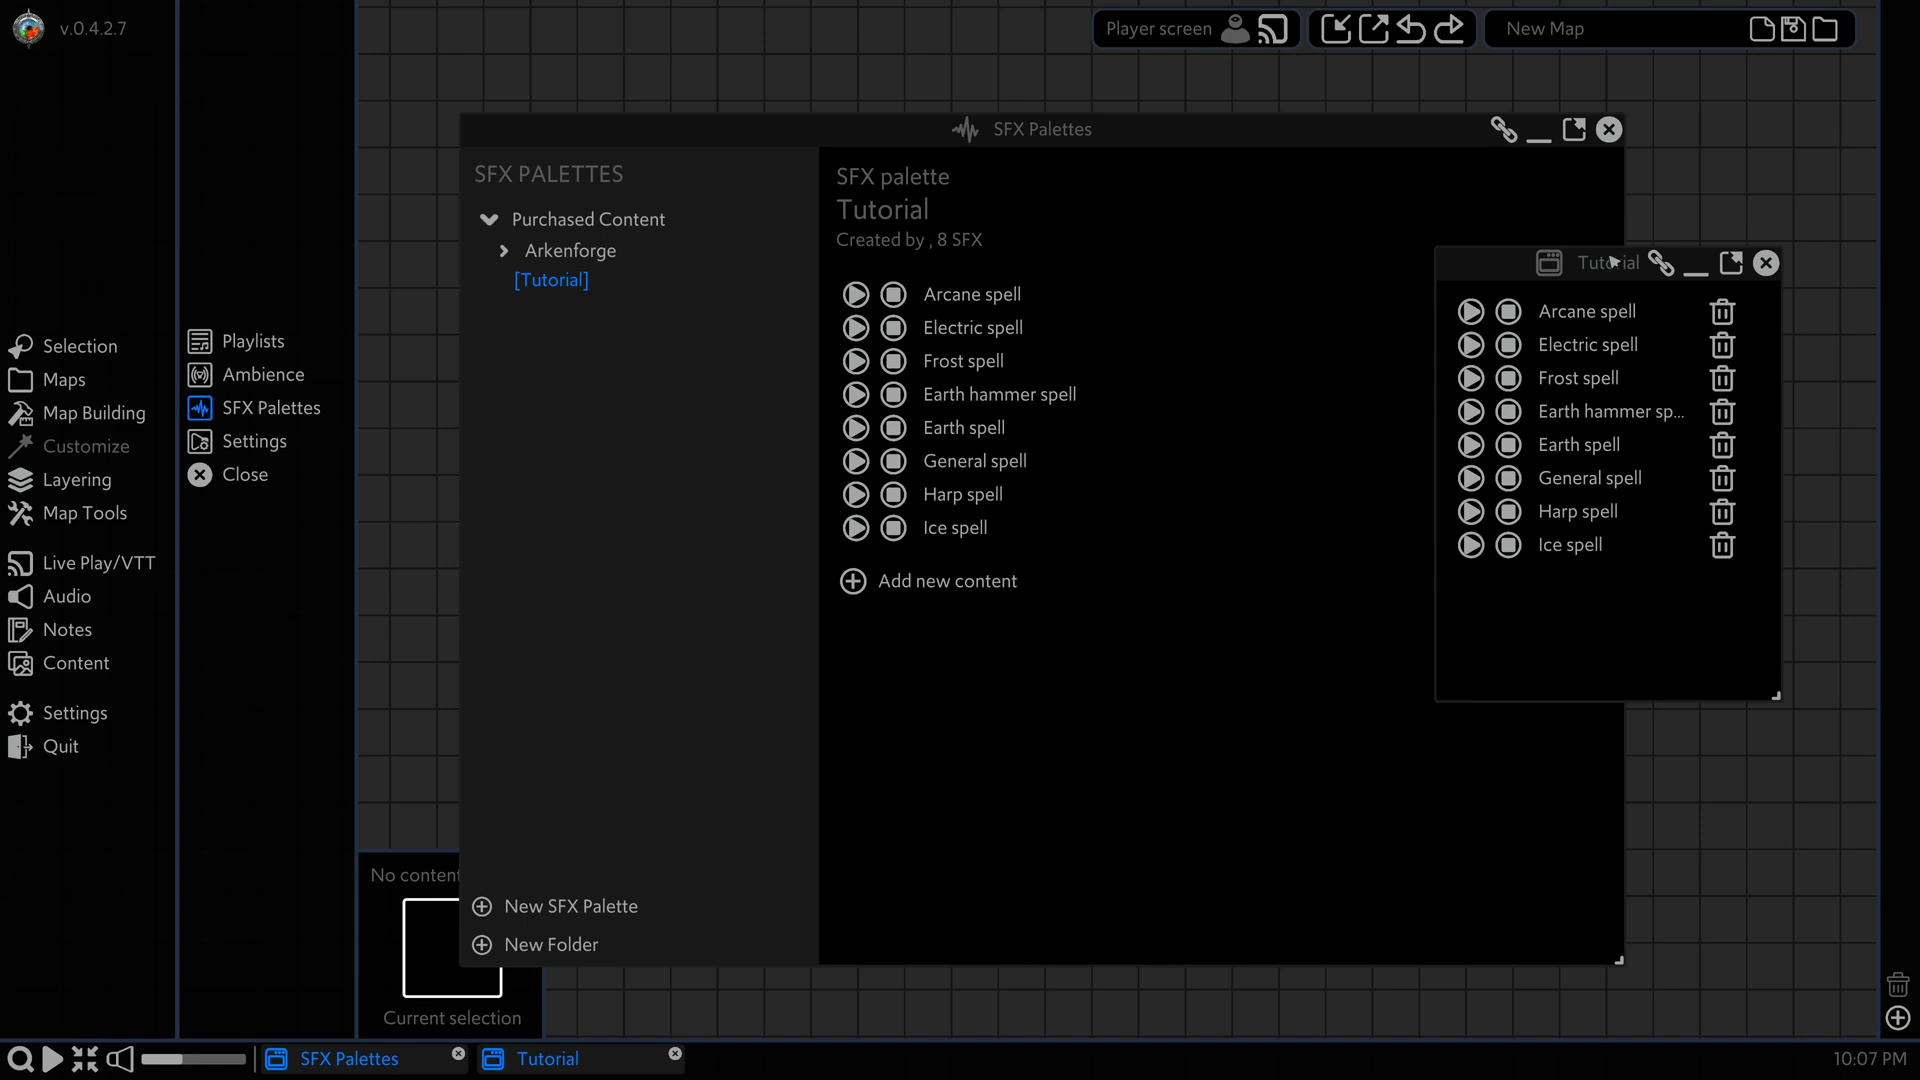 v.0.4.2.7
Player screen
New Map
SFX Palettes
SFX PALETTES
Purchased Content
Arkenforge
[Tutorial]
New SFX Palette
New Folder
SFX palette
Tutorial
Created by , 8 SFX
Arcane spell
Electric spell
Frost spell
Earth hammer spell
Earth spell
General spell
Harp spell
Ice spell
Add new content
Tutorial
Arcane spell
Electric spell
Frost spell
Earth hammer sp...
Earth spell
General spell
Harp spell
Ice spell
Selection
Maps
Map Building
Customize
Layering
Map Tools
Live Play/VTT
Audio
Notes
Content
Settings
Quit
Playlists
Ambience
SFX Palettes
Settings
Close
No content
Current selection
SFX Palettes
Tutorial
10:07 PM